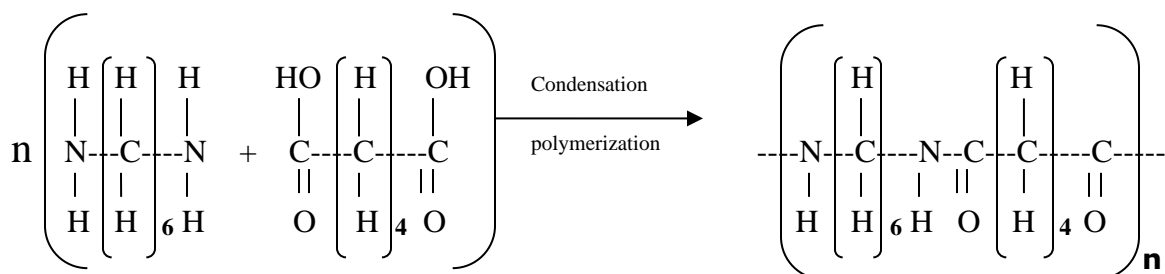 H H H HO H OH Condensation H H
n N C N + C C C polymerization N C N C C C
H H 6 H O H 4 O H H 6 H O H 4 O n